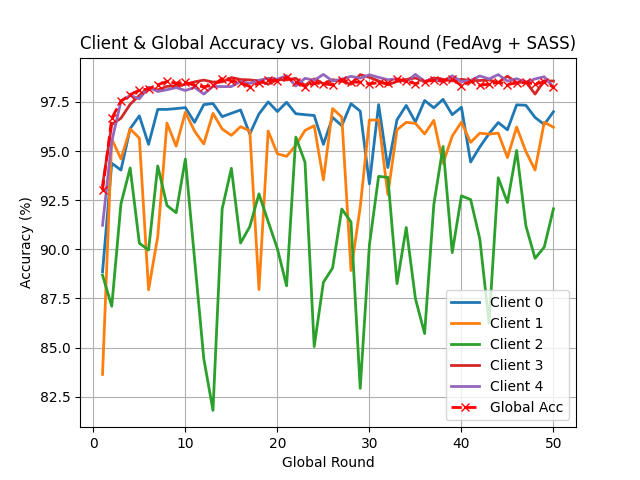 Client & Global Accuracy vs. Global Round (FedAvg + SASS)
97.5
95.0
92.5
90.0
87.5
85.0
82.5
Accuracy (%)
Client 0
Client 1
Client 2
Client 3
Client 4
Global Acc
0
10
20
30
40
50
Global Round